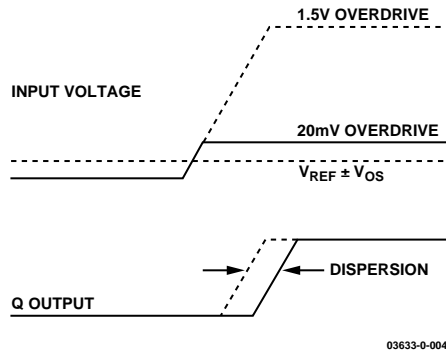 1.5V OVERDRIVE
INPUT VOLTAGE
20mV OVERDRIVE
VREF ± VOS
DISPERSION
Q OUTPUT
03633-0-004